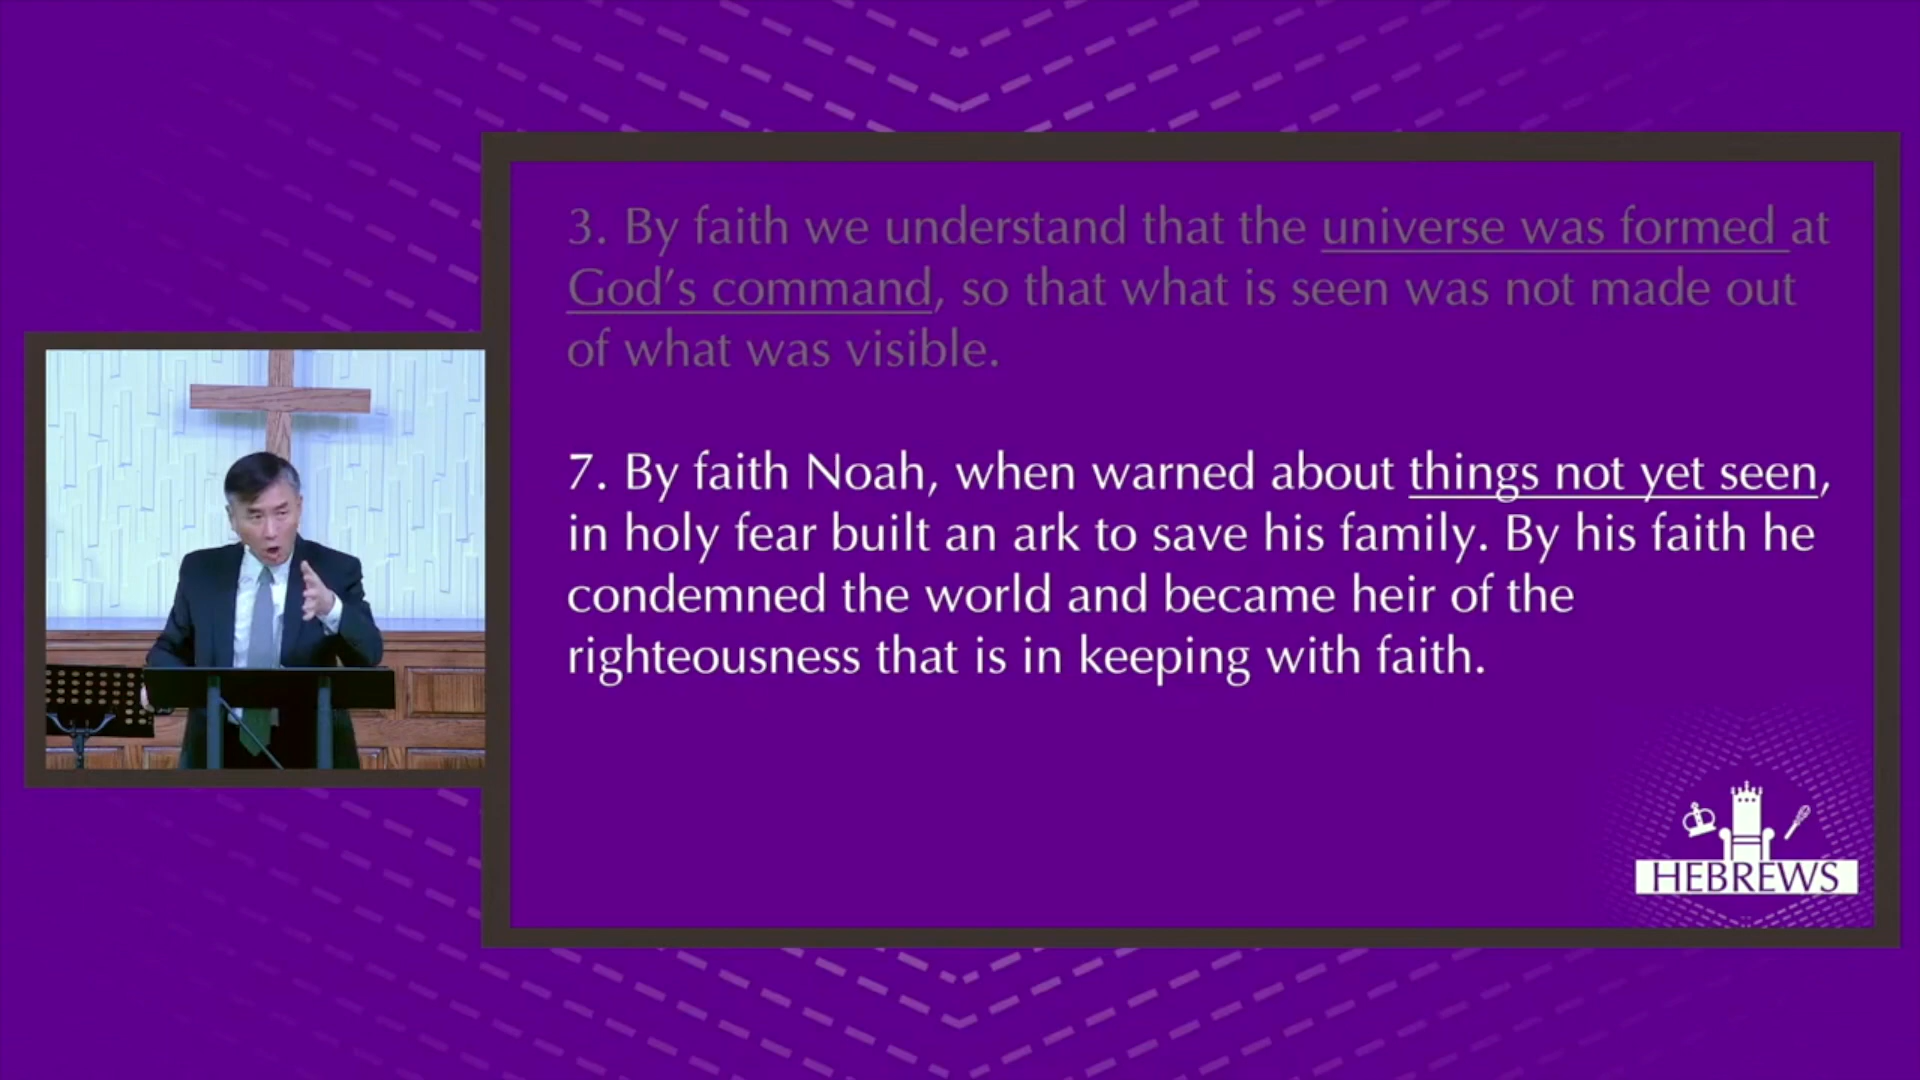 3. By faith we understand that the universe was formed at
God’s command, so that what is seen was not made out
of what was visible.
7. By faith Noah, when warned about things not yet seen,
in holy fear built an ark to save his family. By his faith he
condemned the world and became heir of the
righteousness that is in keeping with faith.
HEBREWS